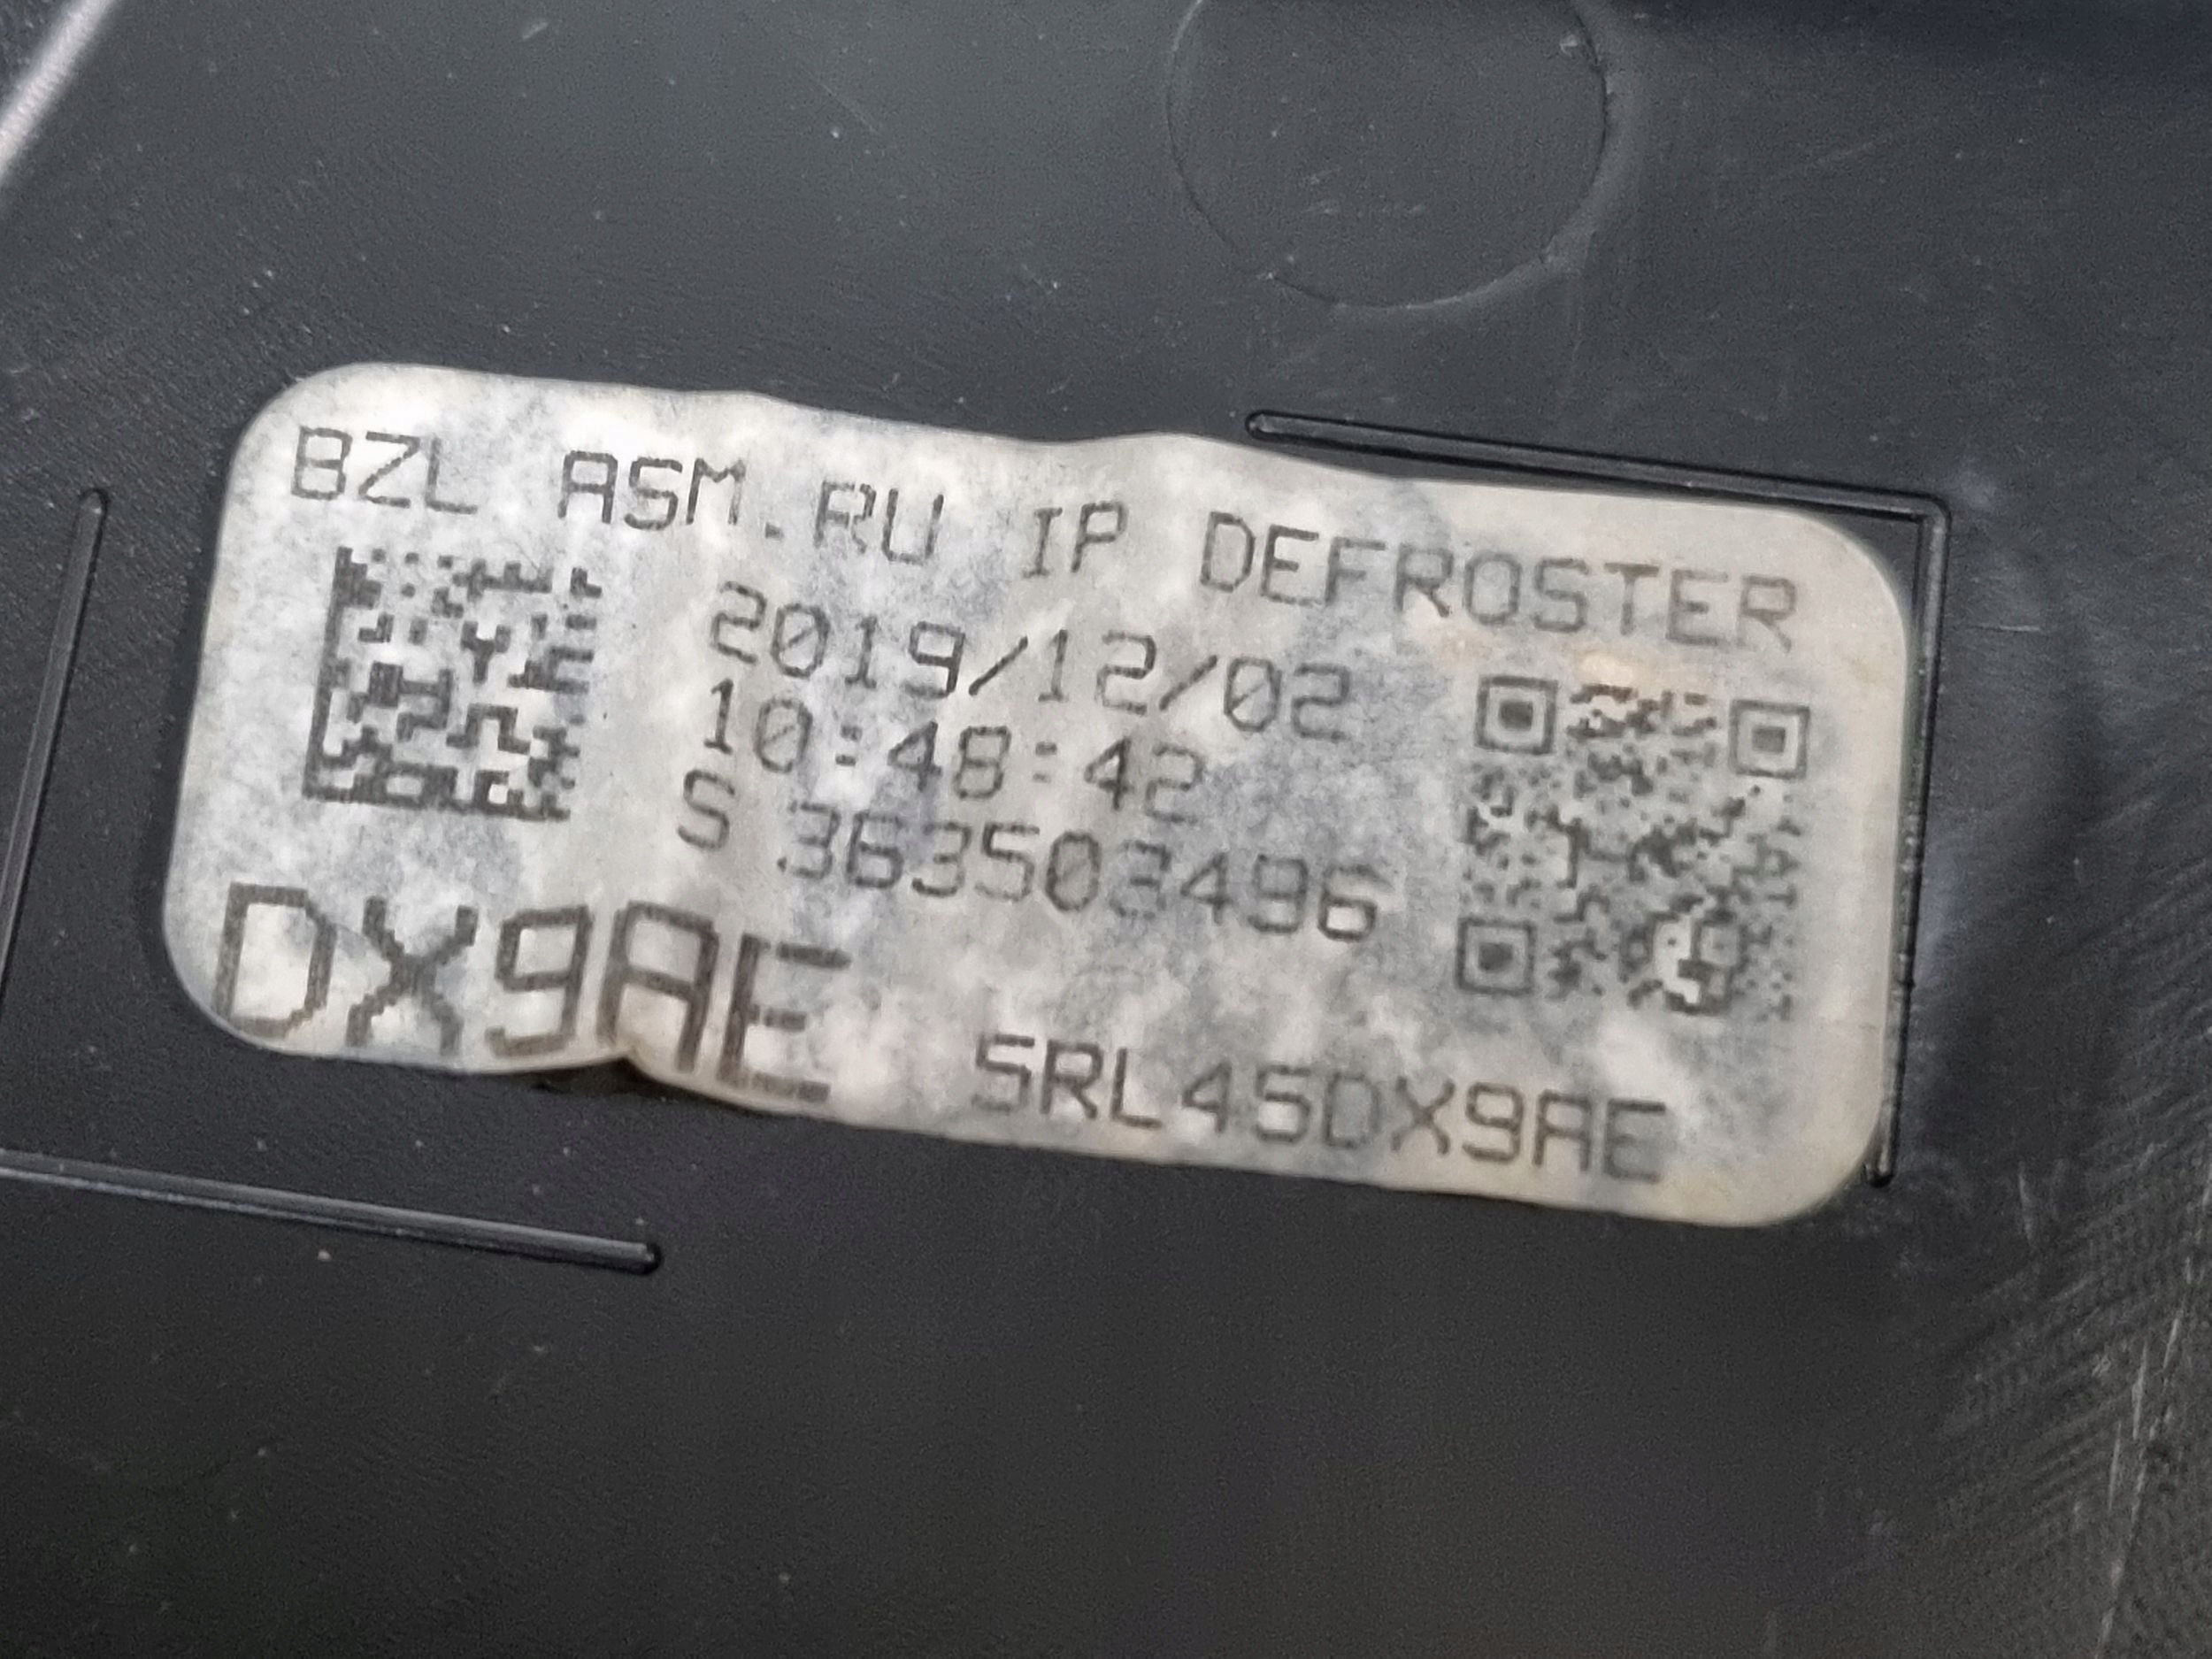 BZL ASM.RU IP DEFROSTER
2019/12/02
10:48:42
S 363503496
DX9AE
5RL45DX9AE